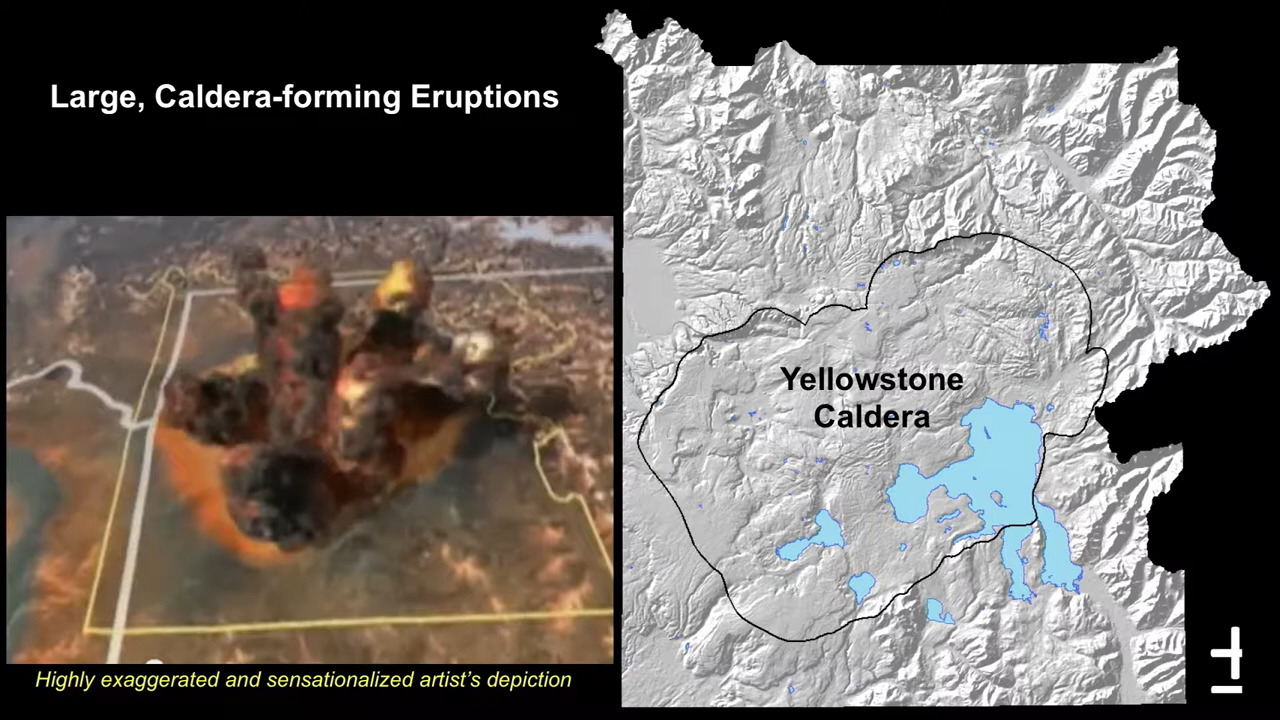 Large, Caldera-forming Eruptions
Yellowstone
Caldera
Highly exaggerated and sensationalized artist's depiction